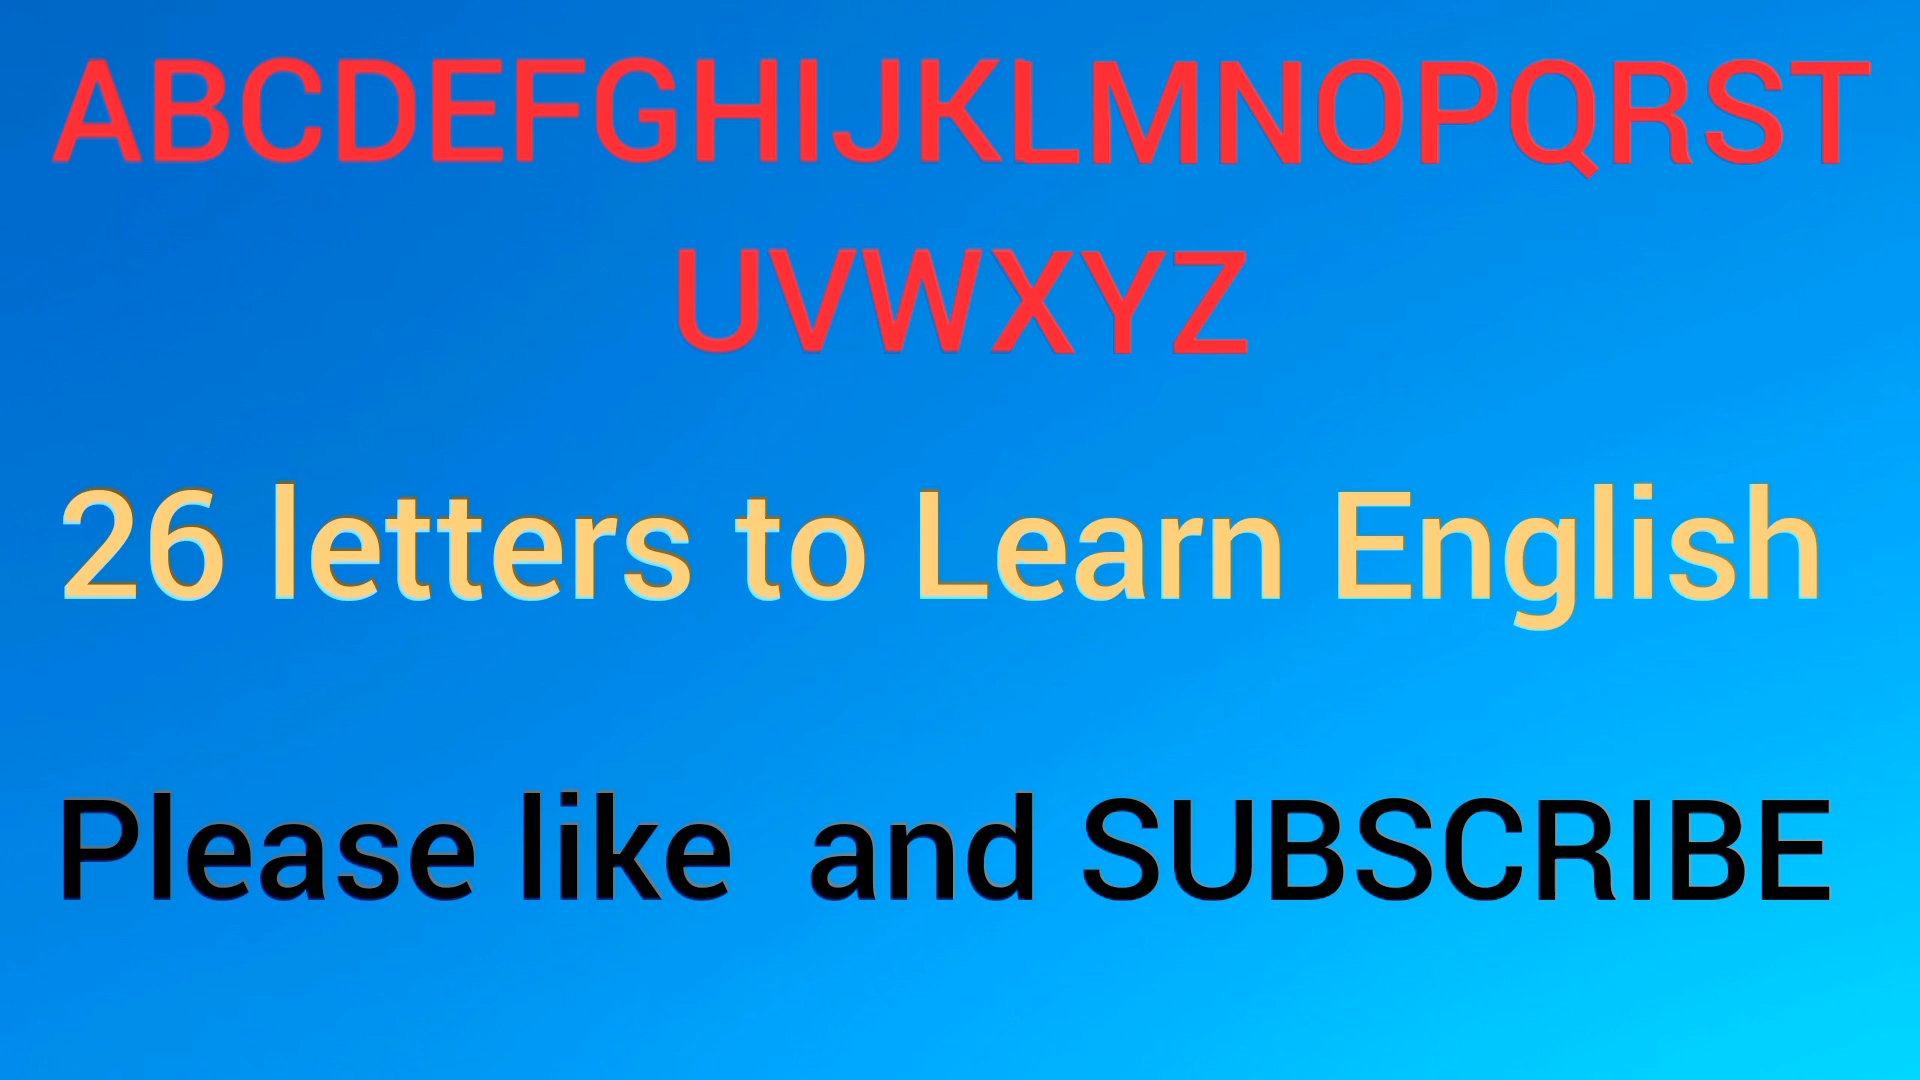 ABCDEFGHIJKLMNOPQRST
UVWXYZ
26 letters to Learn English
Please like  and SUBSCRIBE